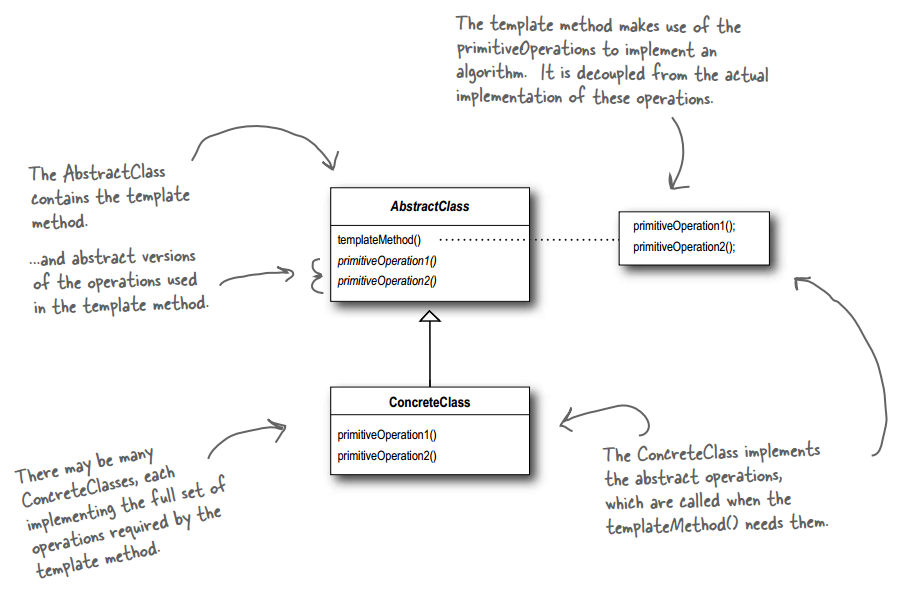 The template method makes use of the
primitiveOperations to implement an
algorithm. It is decoupled from the actual
implementation of these operations.
The AbstractClass
contains the template
method.
...and abstract versions
of the operations used
in the template method.
AbstractClass
templateMethod()
primitiveOperation1()
primitiveOperation2()
primitiveOperation1();
primitiveOperation2();
ConcreteClass
primitiveOperation1()
primitiveOperation2()
There may be many
ConcreteClasses, each
implementing the full set of
operations required by the
template method.
The ConcreteClass implements
the abstract operations,
which are called when the
templateMethod() needs them.